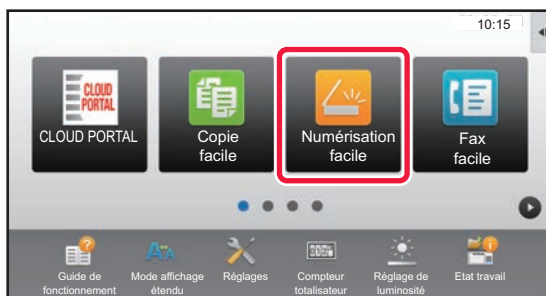 10:15
CLOUD
PORTAL
CLOUD PORTAL
Copie
facile
Numérisation
facile
Fax
facile
Guide de
fonctionnement
Mode affichage
étendu
Réglages
Compteur
totalisateur
Réglage de
luminosité
Etat travail